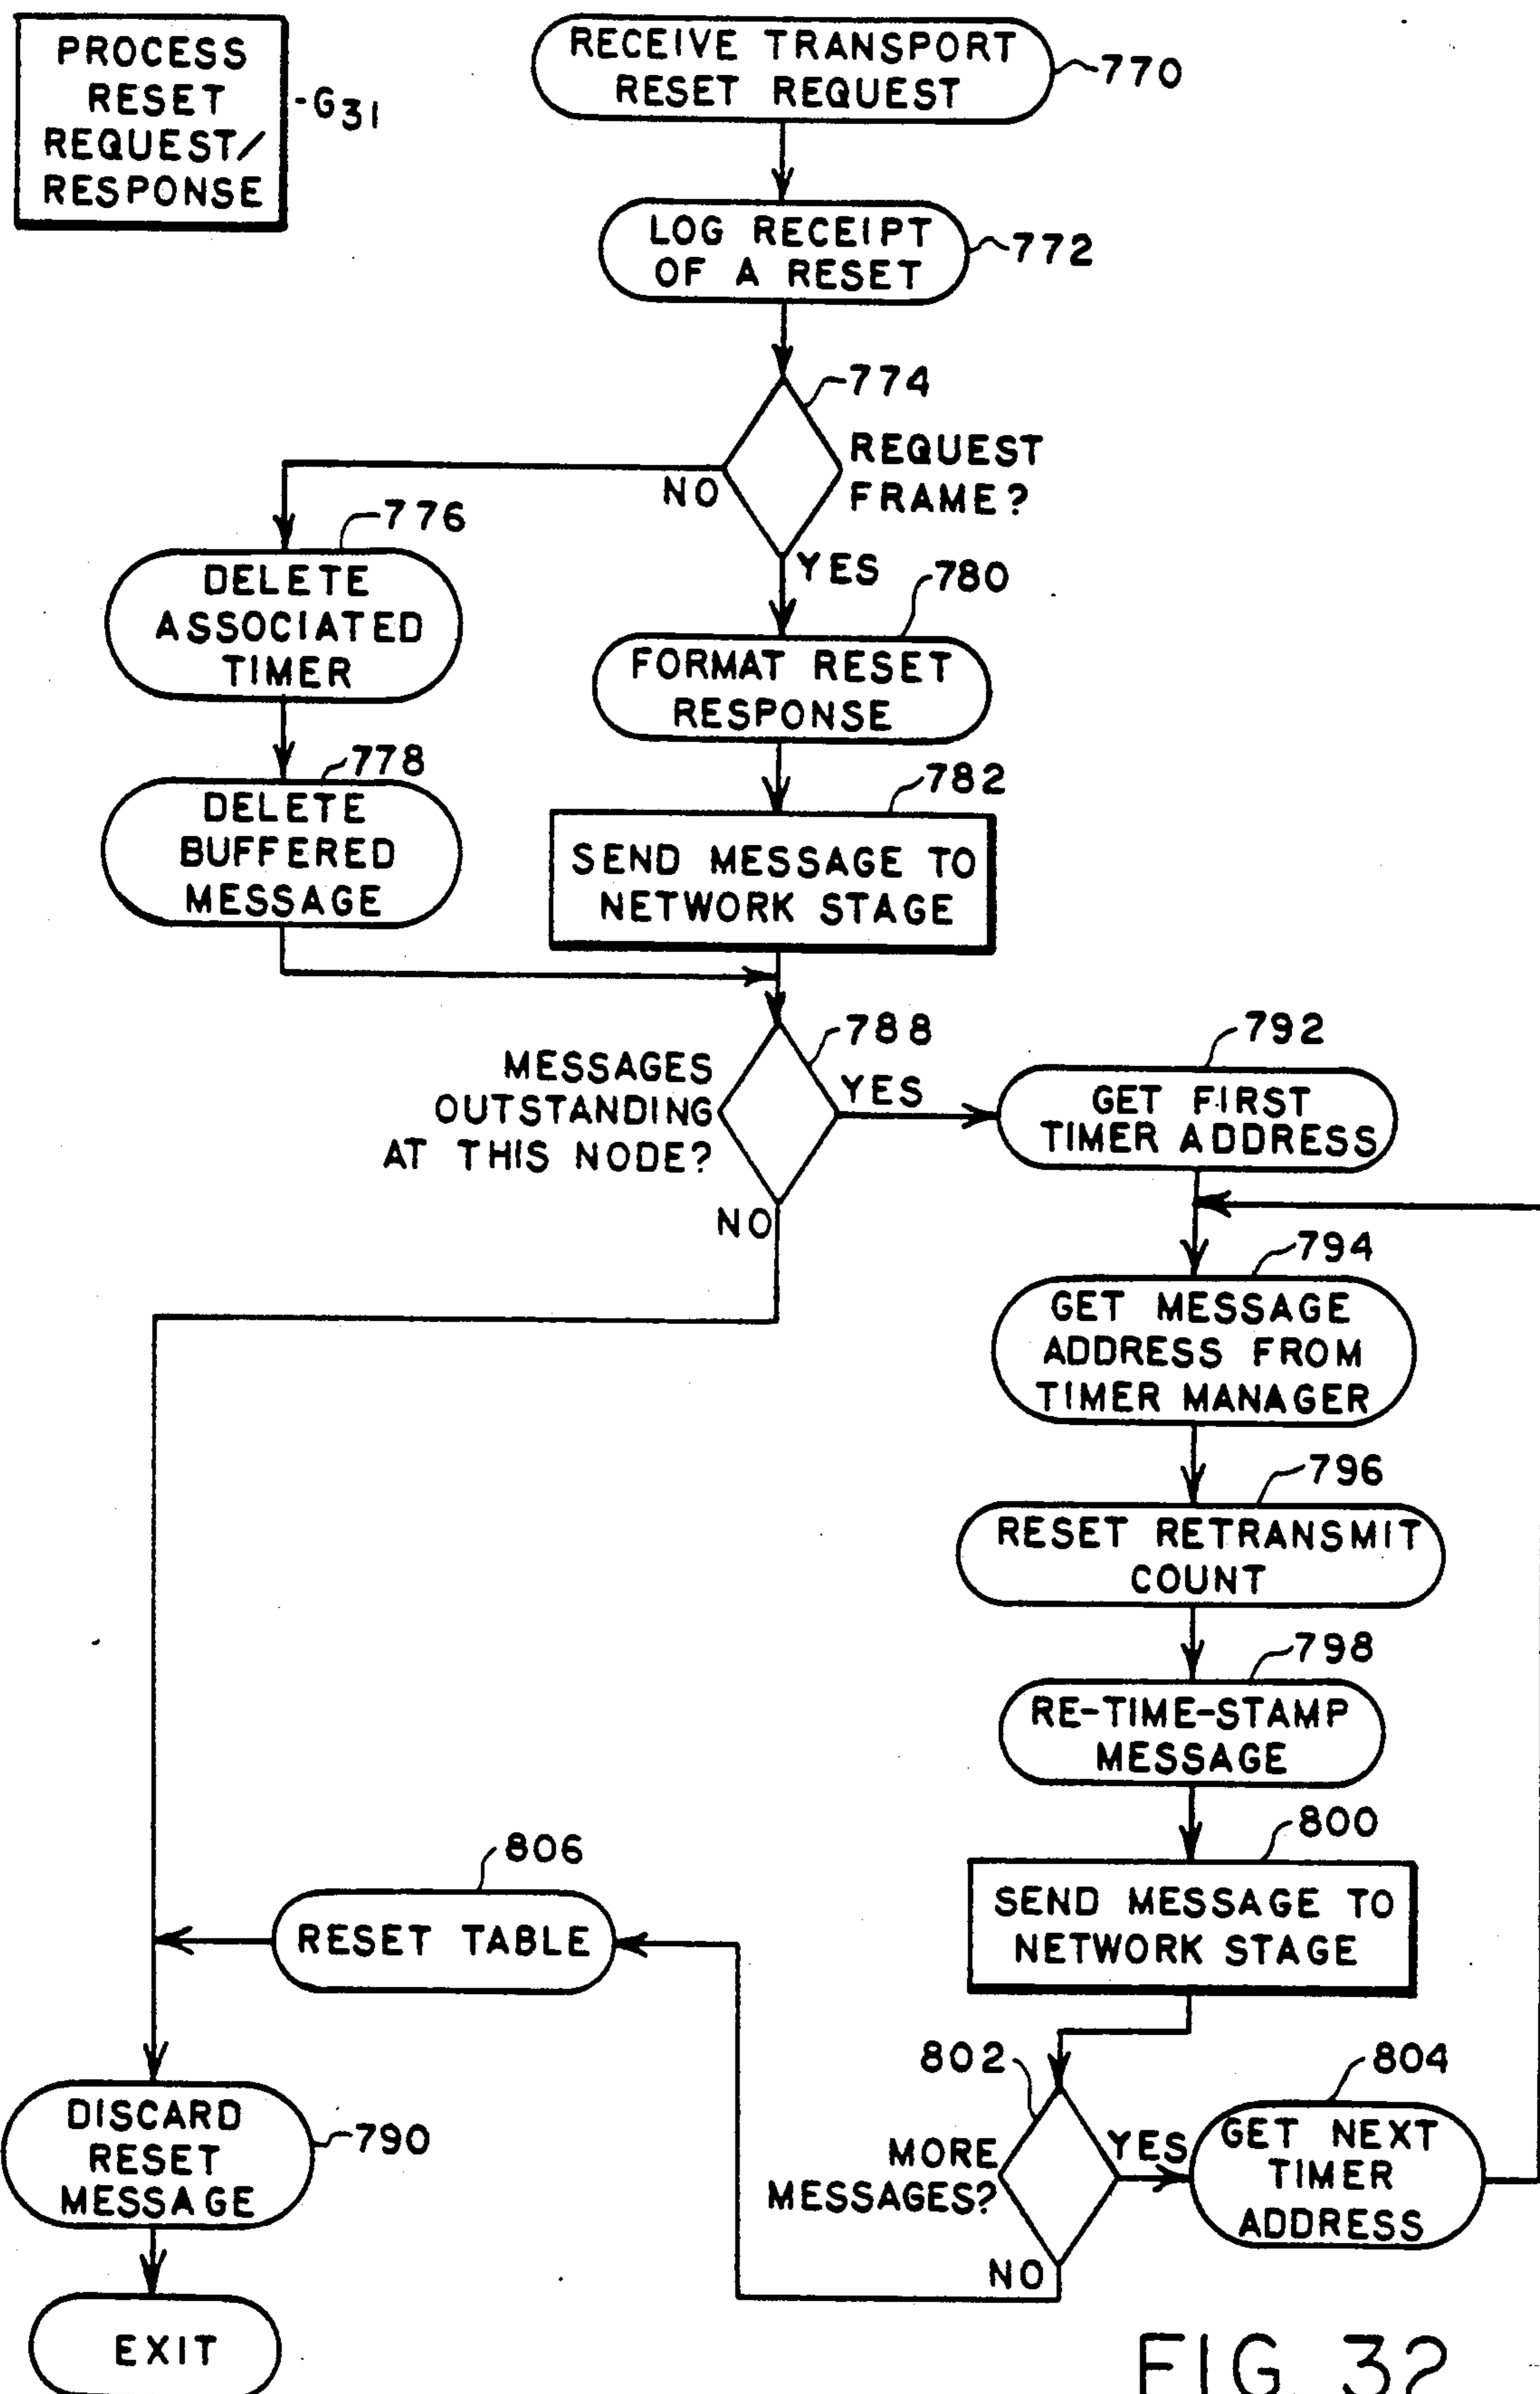 PROCESS
RESET
REQUEST/
RESPONSE
-G31
RECEIVE TRANSPORT
RESET REQUEST
770
LOG RECEIPT
OF A RESET
772
774
REQUEST
FRAME?
NO
YES
776
DELETE
ASSOCIATED
TIMER
780
FORMAT RESET
RESPONSE
778
DELETE
BUFFERED
MESSAGE
782
SEND MESSAGE TO
NETWORK STAGE
788
MESSAGES
OUTSTANDING
AT THIS NODE?
YES
NO
792
GET FIRST
TIMER ADDRESS
794
GET MESSAGE
ADDRESS FROM
TIMER MANAGER
796
RESET RETRANSMIT
COUNT
798
RE-TIME-STAMP
MESSAGE
800
SEND MESSAGE TO
NETWORK STAGE
806
RESET TABLE
802
MORE
MESSAGES?
YES
NO
804
GET NEXT
TIMER
ADDRESS
DISCARD
RESET
MESSAGE
790
EXIT
FIG. 32